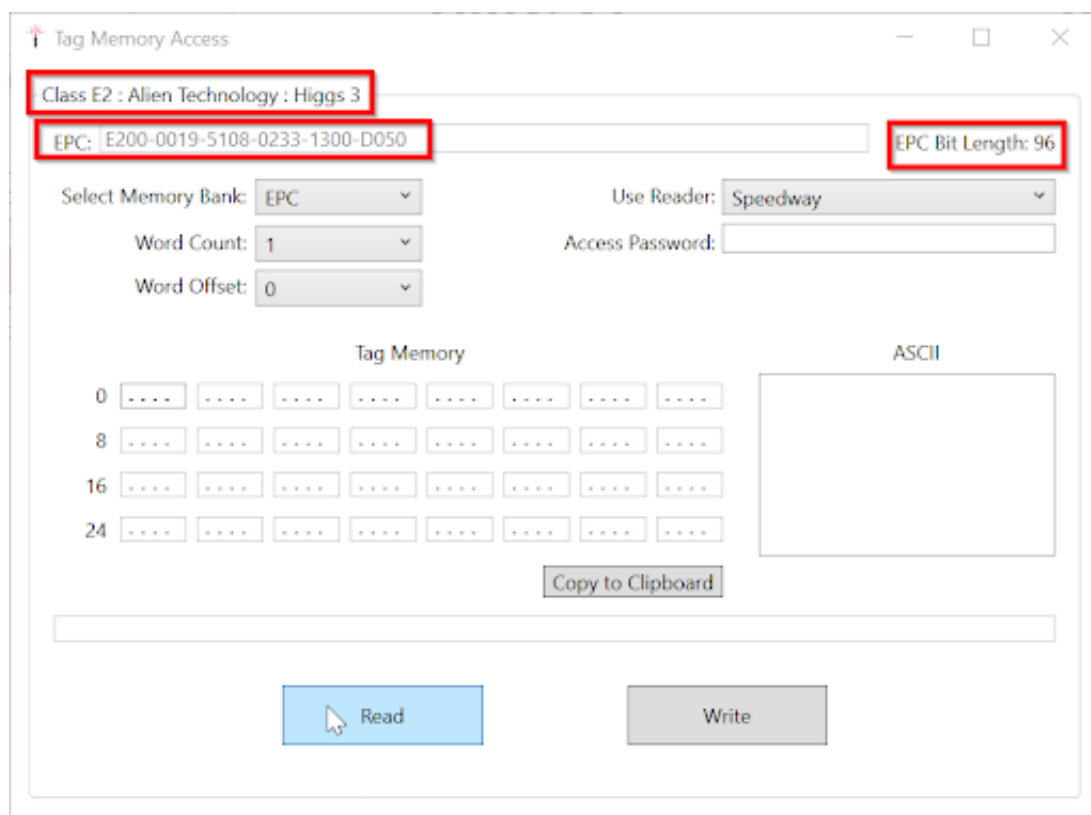 Tag Memory Access
Class E2 : Alien Technology : Higgs 3
EPC: E200-0019-5108-0233-1300-D050 EPC Bit Length: 96
Select Memory Bank: EPC Use Reader: Speedway
Word Count: 1 Access Password:
Word Offset: 0
Tag Memory ASCII
0 .... .... .... .... .... .... .... ....
8 .... .... .... .... .... .... .... ....
16 .... .... .... .... .... .... .... ....
24 .... .... .... .... .... .... .... ....
Copy to Clipboard
Read Write